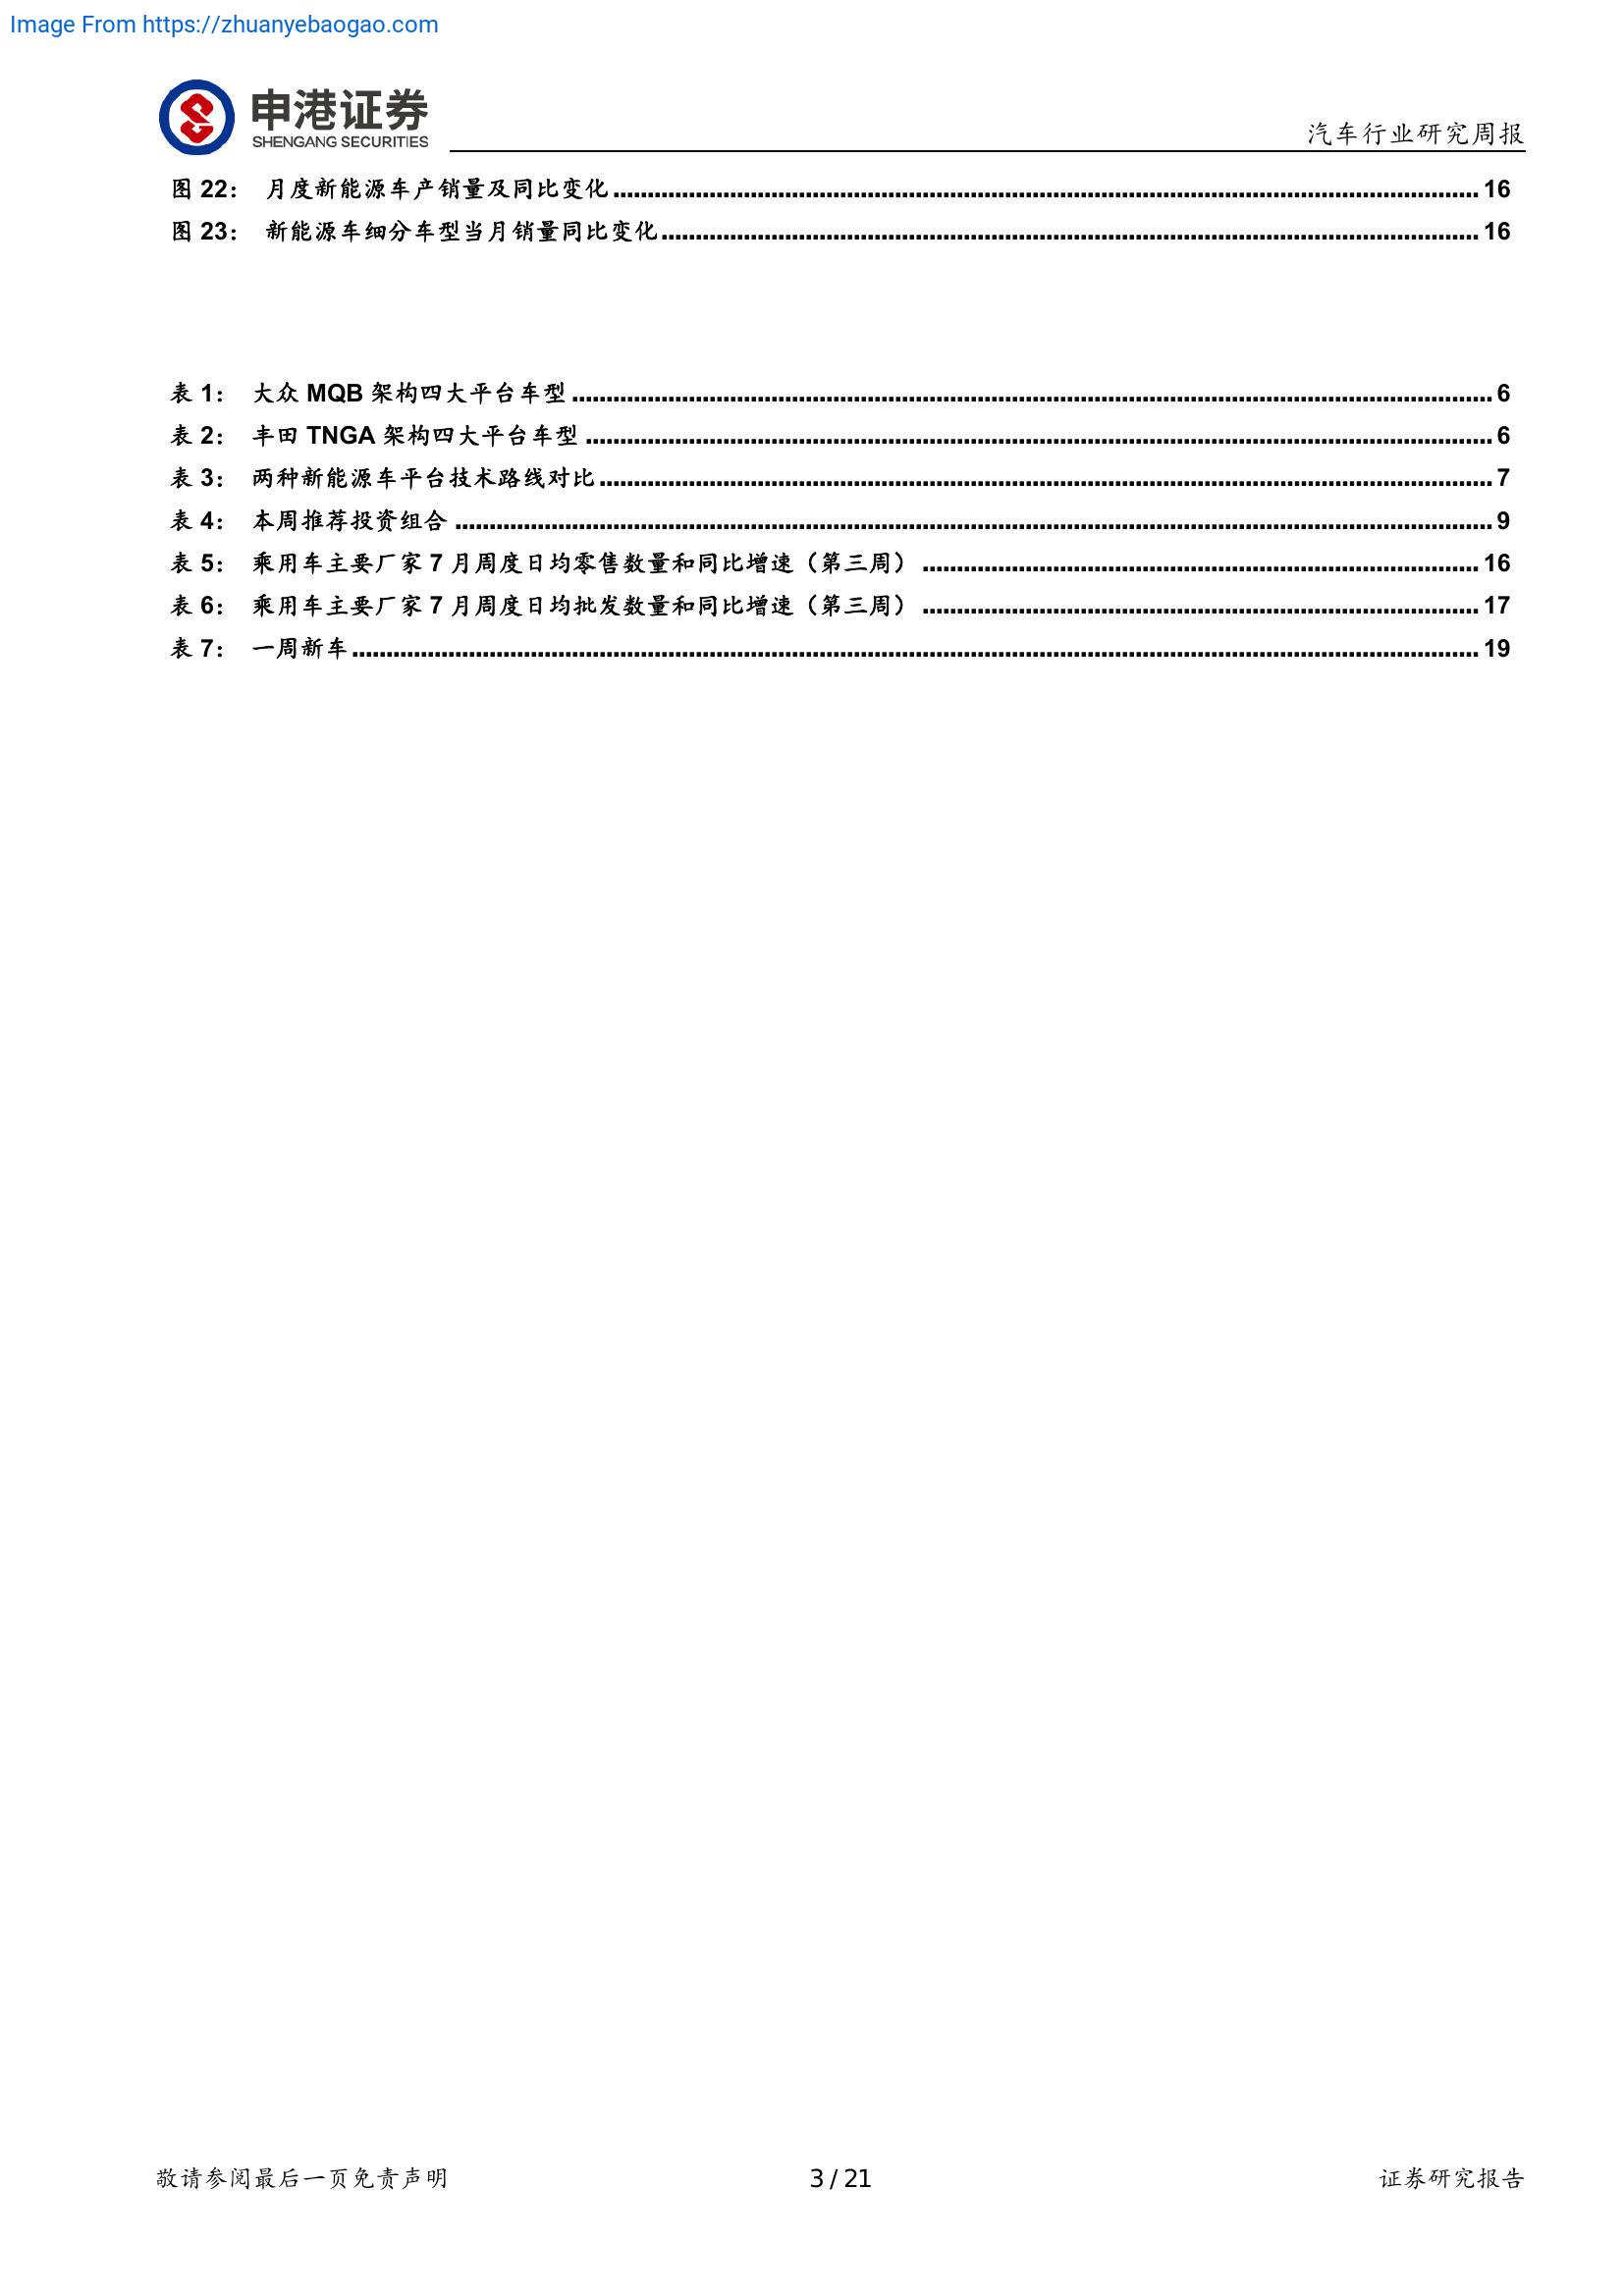 Image From https://zhuanyebaogao.com
申港证券
SHENGANG SECURITIES
汽车行业研究周报
图 22： 月度新能源车产销量及同比变化 16
图 23： 新能源车细分车型当月销量同比变化 16
表 1： 大众 MQB 架构四大平台车型 6
表 2： 丰田 TNGA 架构四大平台车型 6
表 3： 两种新能源车平台技术路线对比 7
表 4： 本周推荐投资组合 9
表 5： 乘用车主要厂家 7 月周度日均零售数量和同比增速（第三周） 16
表 6： 乘用车主要厂家 7 月周度日均批发数量和同比增速（第三周） 17
表 7： 一周新车 19
敬请参阅最后一页免责声明 3 / 21 证券研究报告